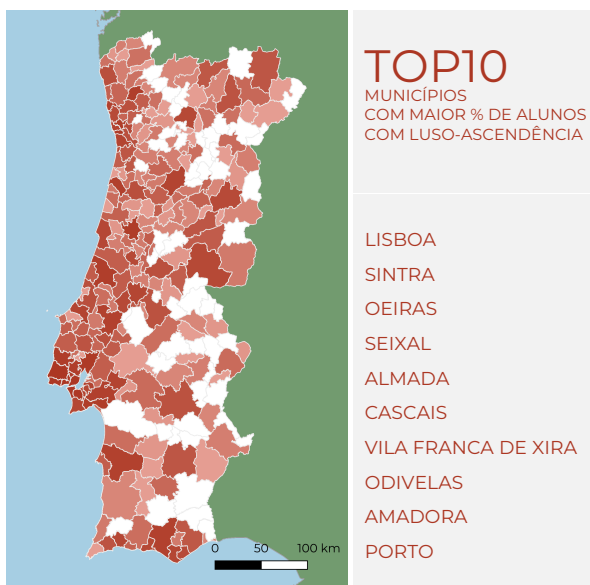 TOP10
MUNICÍPIOS
COM MAIOR % DE ALUNOS
COM LUSO-ASCENDÊNCIA
LISBOA
SINTRA
OEIRAS
SEIXAL
ALMADA
CASCAIS
VILA FRANCA DE XIRA
ODIVELAS
AMADORA
PORTO
0 50 100 km